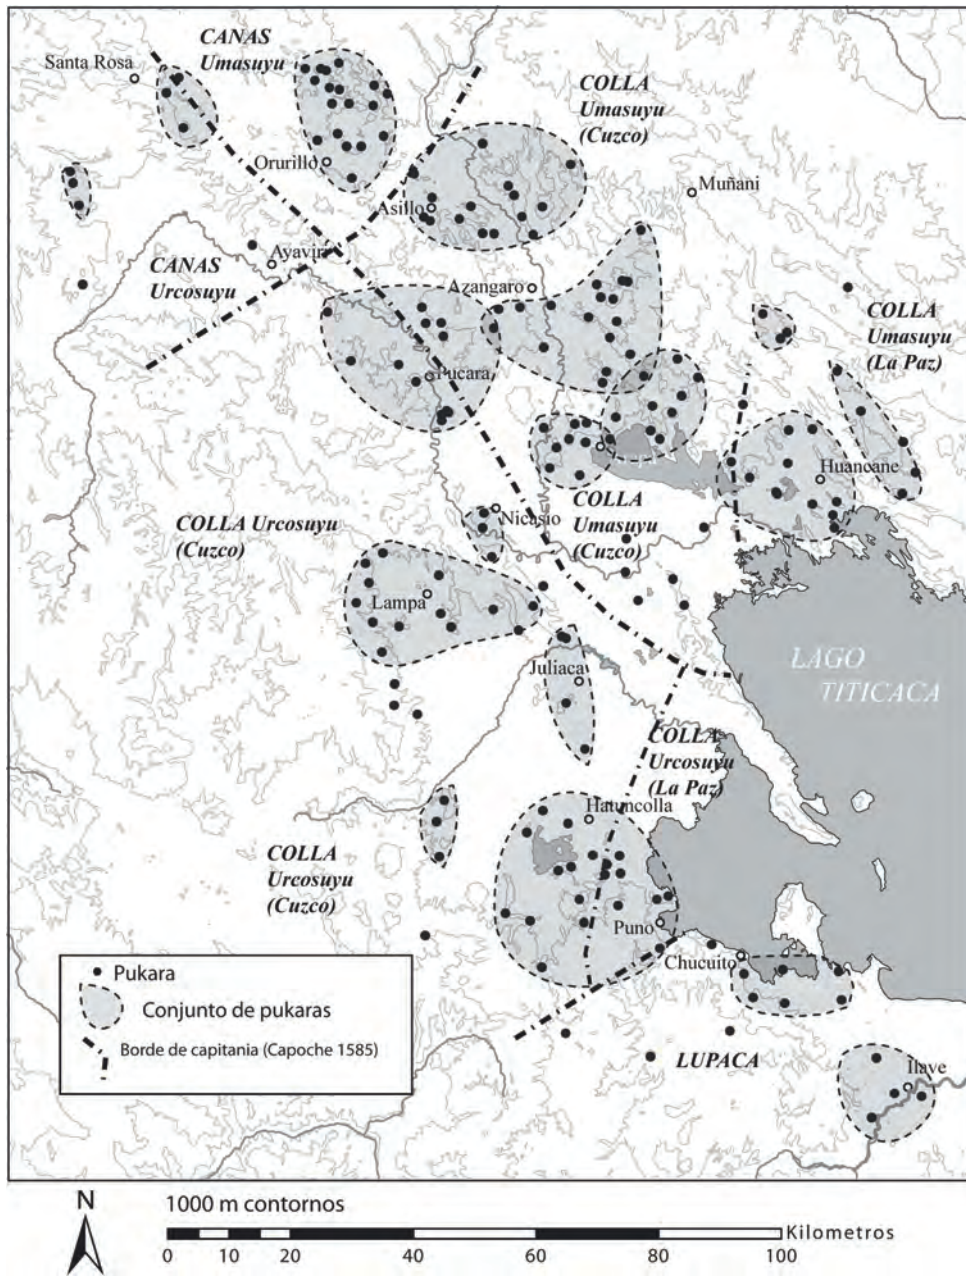 CANAS
Umasuyu
Santa Rosa
COLLA
Umasuyu
(Cuzco)
Orurillo
Muñani
Asillo
Ayaviri
CANAS
Urcosuyu
Azangaro
COLLA
Umasuyu
(La Paz)
Pucara
Huancane
COLLA Urcosuyu
(Cuzco)
Nicasio
COLLA
Umasuyu
(Cuzco)
Lampa
LAGO
TITICACA
Juliaca
COLLA
Urcosuyu
(La Paz)
Hatuncolla
COLLA
Urcosuyu
(Cuzco)
Puno
Chucuito
Pukara
Conjunto de pukaras
Borde de capitania (Capoche 1585)
LUPACA
Ilave
N
1000 m contornos
Kilometros
0 5 10 20 40 60 80 100